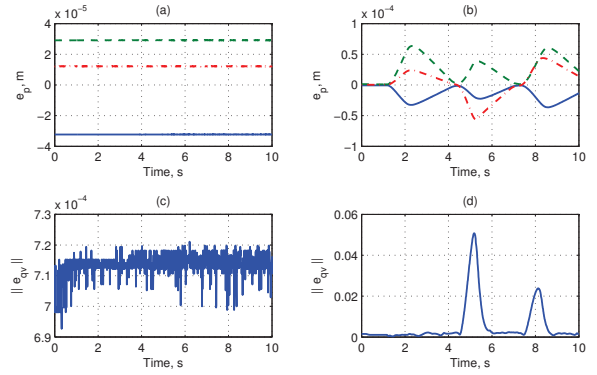 (a)
x 10⁻⁵
4
2
0
−2
−4
e_p, m
0 2 4 6 8 10
Time, s
(b)
x 10⁻⁴
1
0.5
0
−0.5
−1
e_p, m
0 2 4 6 8 10
Time, s
(c)
x 10⁻⁴
7.3
7.2
7.1
7
6.9
|| e_qv ||
0 2 4 6 8 10
Time, s
(d)
0.06
0.04
0.02
0
|| e_qv ||
0 2 4 6 8 10
Time, s